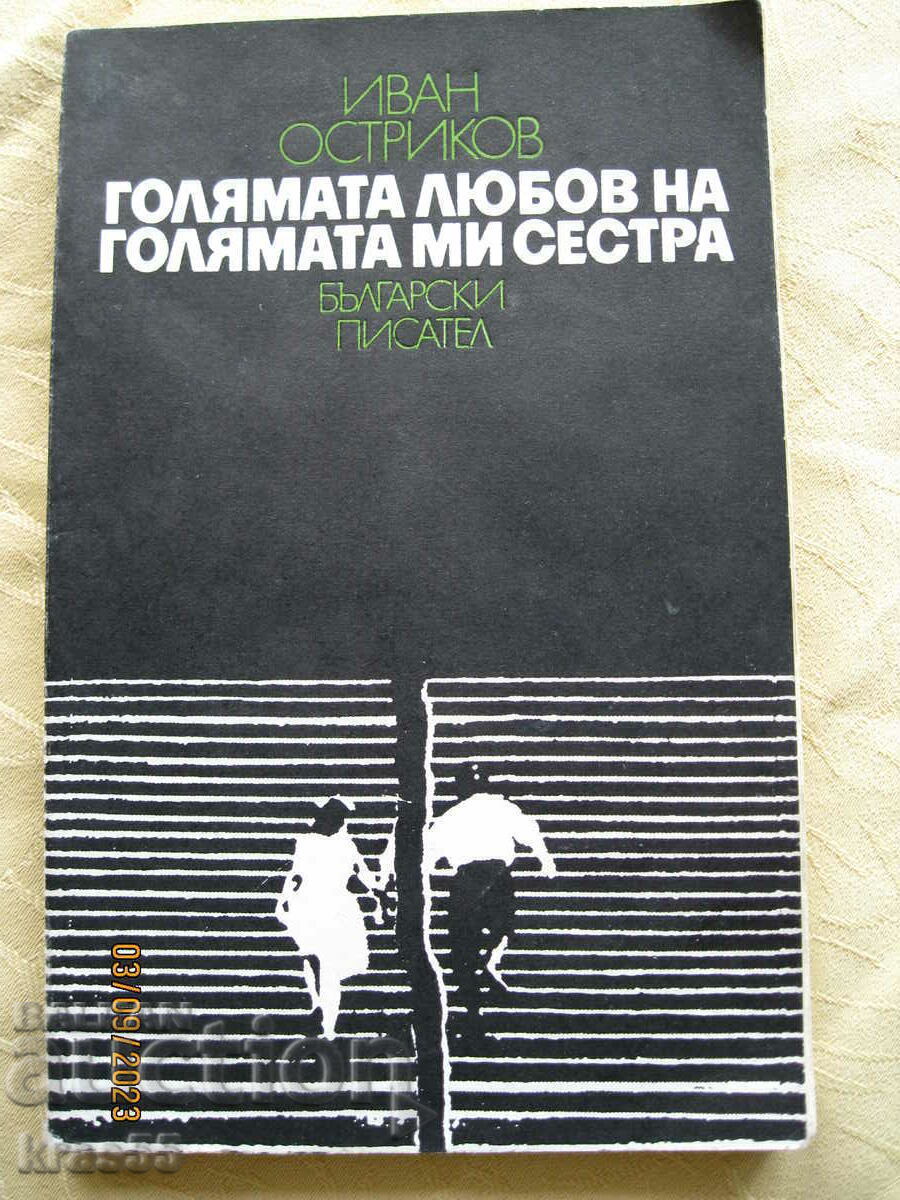 ИВАН
ОСТРИКОВ
ГОЛЯМАТА ЛЮБОВ НА
ГОЛЯМАТА МИ СЕСТРА
БЪЛГАРСКИ
ПИСАТЕЛ
03/09/2023
BALKAN
auction
kras55